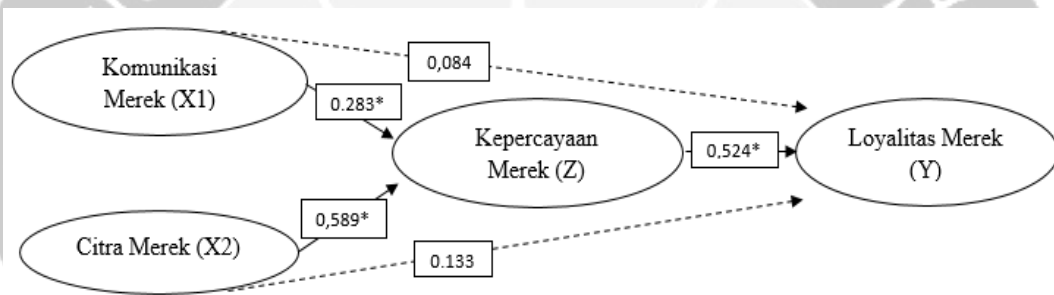 Komunikasi
Merek (X1)
0,084
0.283*
Kepercayaan
Merek (Z)
0,524*
Loyalitas Merek
(Y)
0,589*
Citra Merek (X2)
0.133